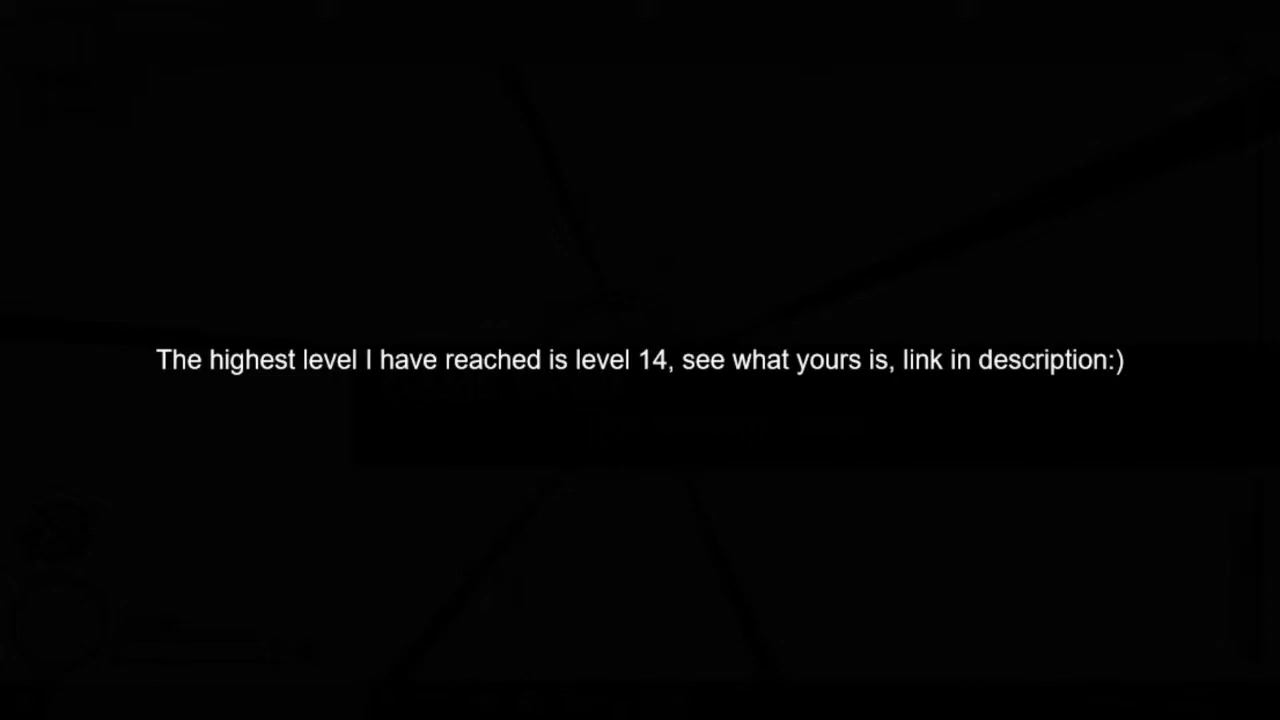 The highest level I have reached is level 14, see what yours is, link in description:)